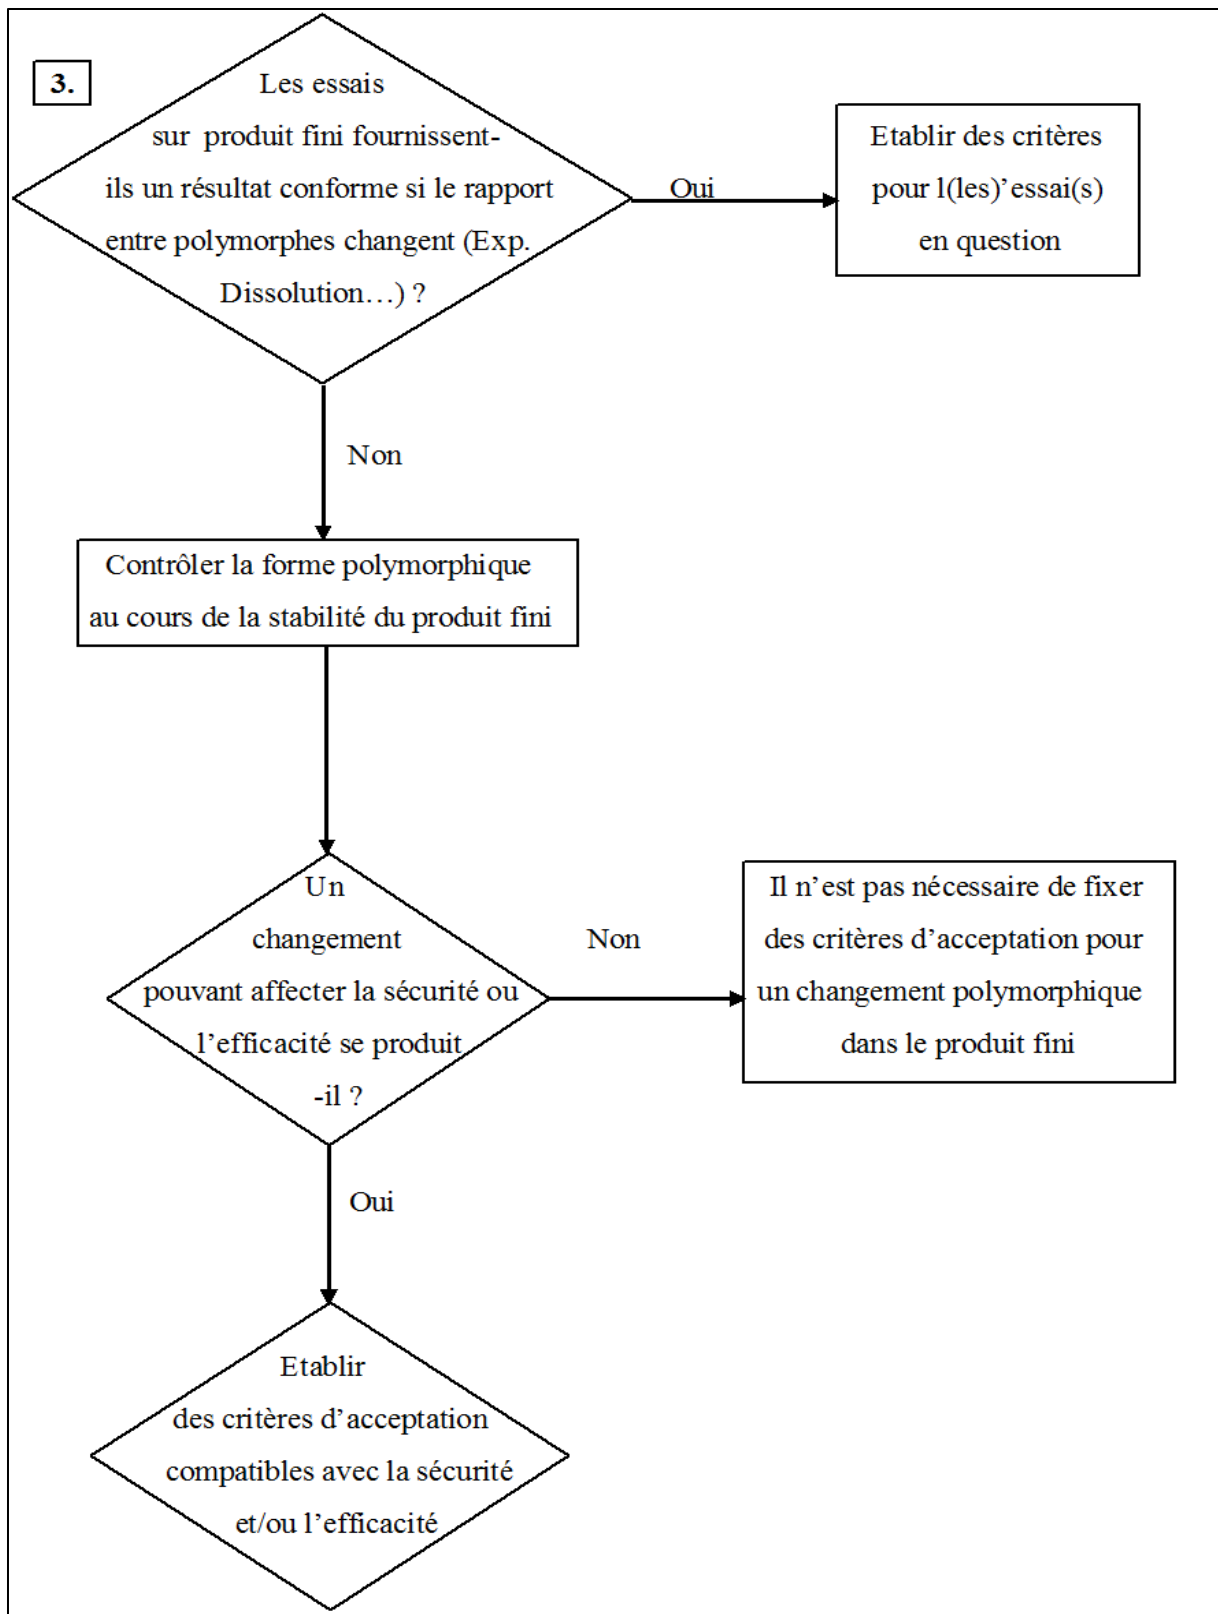 3.
Les essais
sur produit fini fournissent-
ils un résultat conforme si le rapport
entre polymorphes changent (Exp.
Dissolution…) ?
Oui
Etablir des critères
pour l(les)’essai(s)
en question
Non
Contrôler la forme polymorphique
au cours de la stabilité du produit fini
Un
changement
pouvant affecter la sécurité ou
l’efficacité se produit
-il ?
Non
Il n’est pas nécessaire de fixer
des critères d’acceptation pour
un changement polymorphique
dans le produit fini
Oui
Etablir
des critères d’acceptation
compatibles avec la sécurité
et/ou l’efficacité